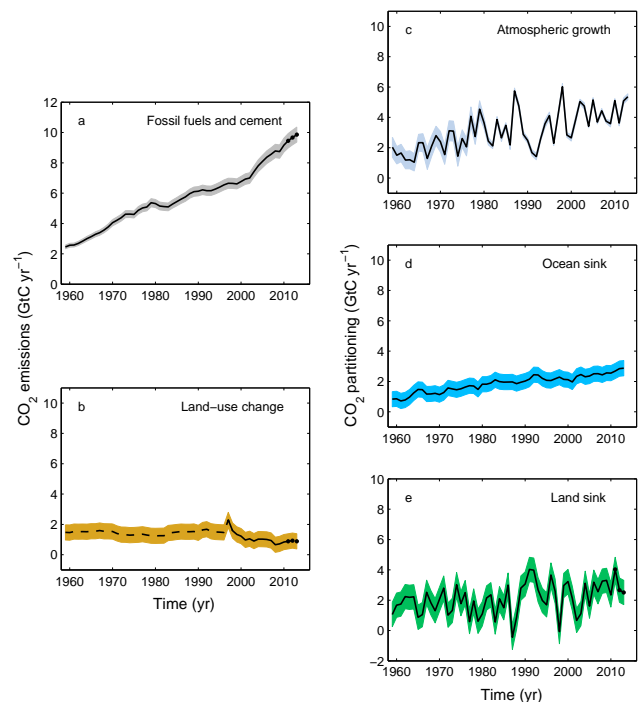 a
Fossil fuels and cement
12
10
8
6
4
2
0
1960 1970 1980 1990 2000 2010
CO2 emissions (GtC yr−1)
b
Land−use change
10
8
6
4
2
0
1960 1970 1980 1990 2000 2010
Time (yr)
c
Atmospheric growth
10
8
6
4
2
0
1960 1970 1980 1990 2000 2010
CO2 partitioning (GtC yr−1)
d
Ocean sink
10
8
6
4
2
0
1960 1970 1980 1990 2000 2010
e
Land sink
10
8
6
4
2
0
−2
1960 1970 1980 1990 2000 2010
Time (yr)